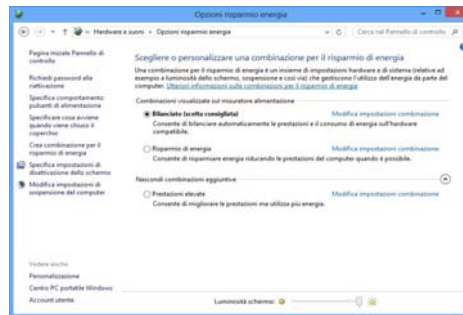 Opzioni risparmio energia
Hardware e suoni
Opzioni risparmio energia
Cerca nel Pannello di controllo
Pagina iniziale Pannello di
controllo
Richiedi password alla
riattivazione
Specifica comportamento
pulsanti di alimentazione
Specificare cosa avviene
quando viene chiuso il
coperchio
Crea combinazione per il
risparmio di energia
Specifica impostazioni di
disattivazione dello schermo
Modifica impostazioni di
sospensione del computer
Vedere anche
Personalizzazione
Centro PC portatile Windows
Account utente
Scegliere o personalizzare una combinazione per il risparmio di energia
Una combinazione per il risparmio di energia è un insieme di impostazioni hardware e di sistema (relative ad
esempio a luminosità dello schermo, sospensione e così via) che gestiscono l'utilizzo dell'energia da parte del
computer. Ulteriori informazioni sulle combinazioni per il risparmio di energia
Combinazioni visualizzate sul misuratore alimentazione
Bilanciato (scelta consigliata) Modifica impostazioni combinazione
Consente di bilanciare automaticamente le prestazioni e il consumo di energia sull'hardware
compatibile.
Risparmio di energia Modifica impostazioni combinazione
Consente di risparmiare energia riducendo le prestazioni del computer quando è possibile.
Nascondi combinazioni aggiuntive
Prestazioni elevate Modifica impostazioni combinazione
Consente di migliorare le prestazioni ma utilizza più energia.
Luminosità schermo: